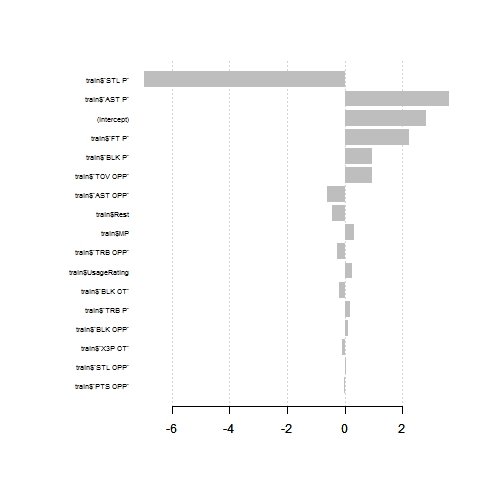 train$`STL P`
train$`AST P`
(Intercept)
train$`FT P`
train$`BLK P`
train$`TOV OPP`
train$`AST OPP`
train$Rest
train$MP
train$`TRB OPP`
train$UsageRating
train$`BLK OT`
train$`TRB P`
train$`BLK OPP`
train$`X3P OT`
train$`STL OPP`
train$`PTS OPP`
-6 -4 -2 0 2